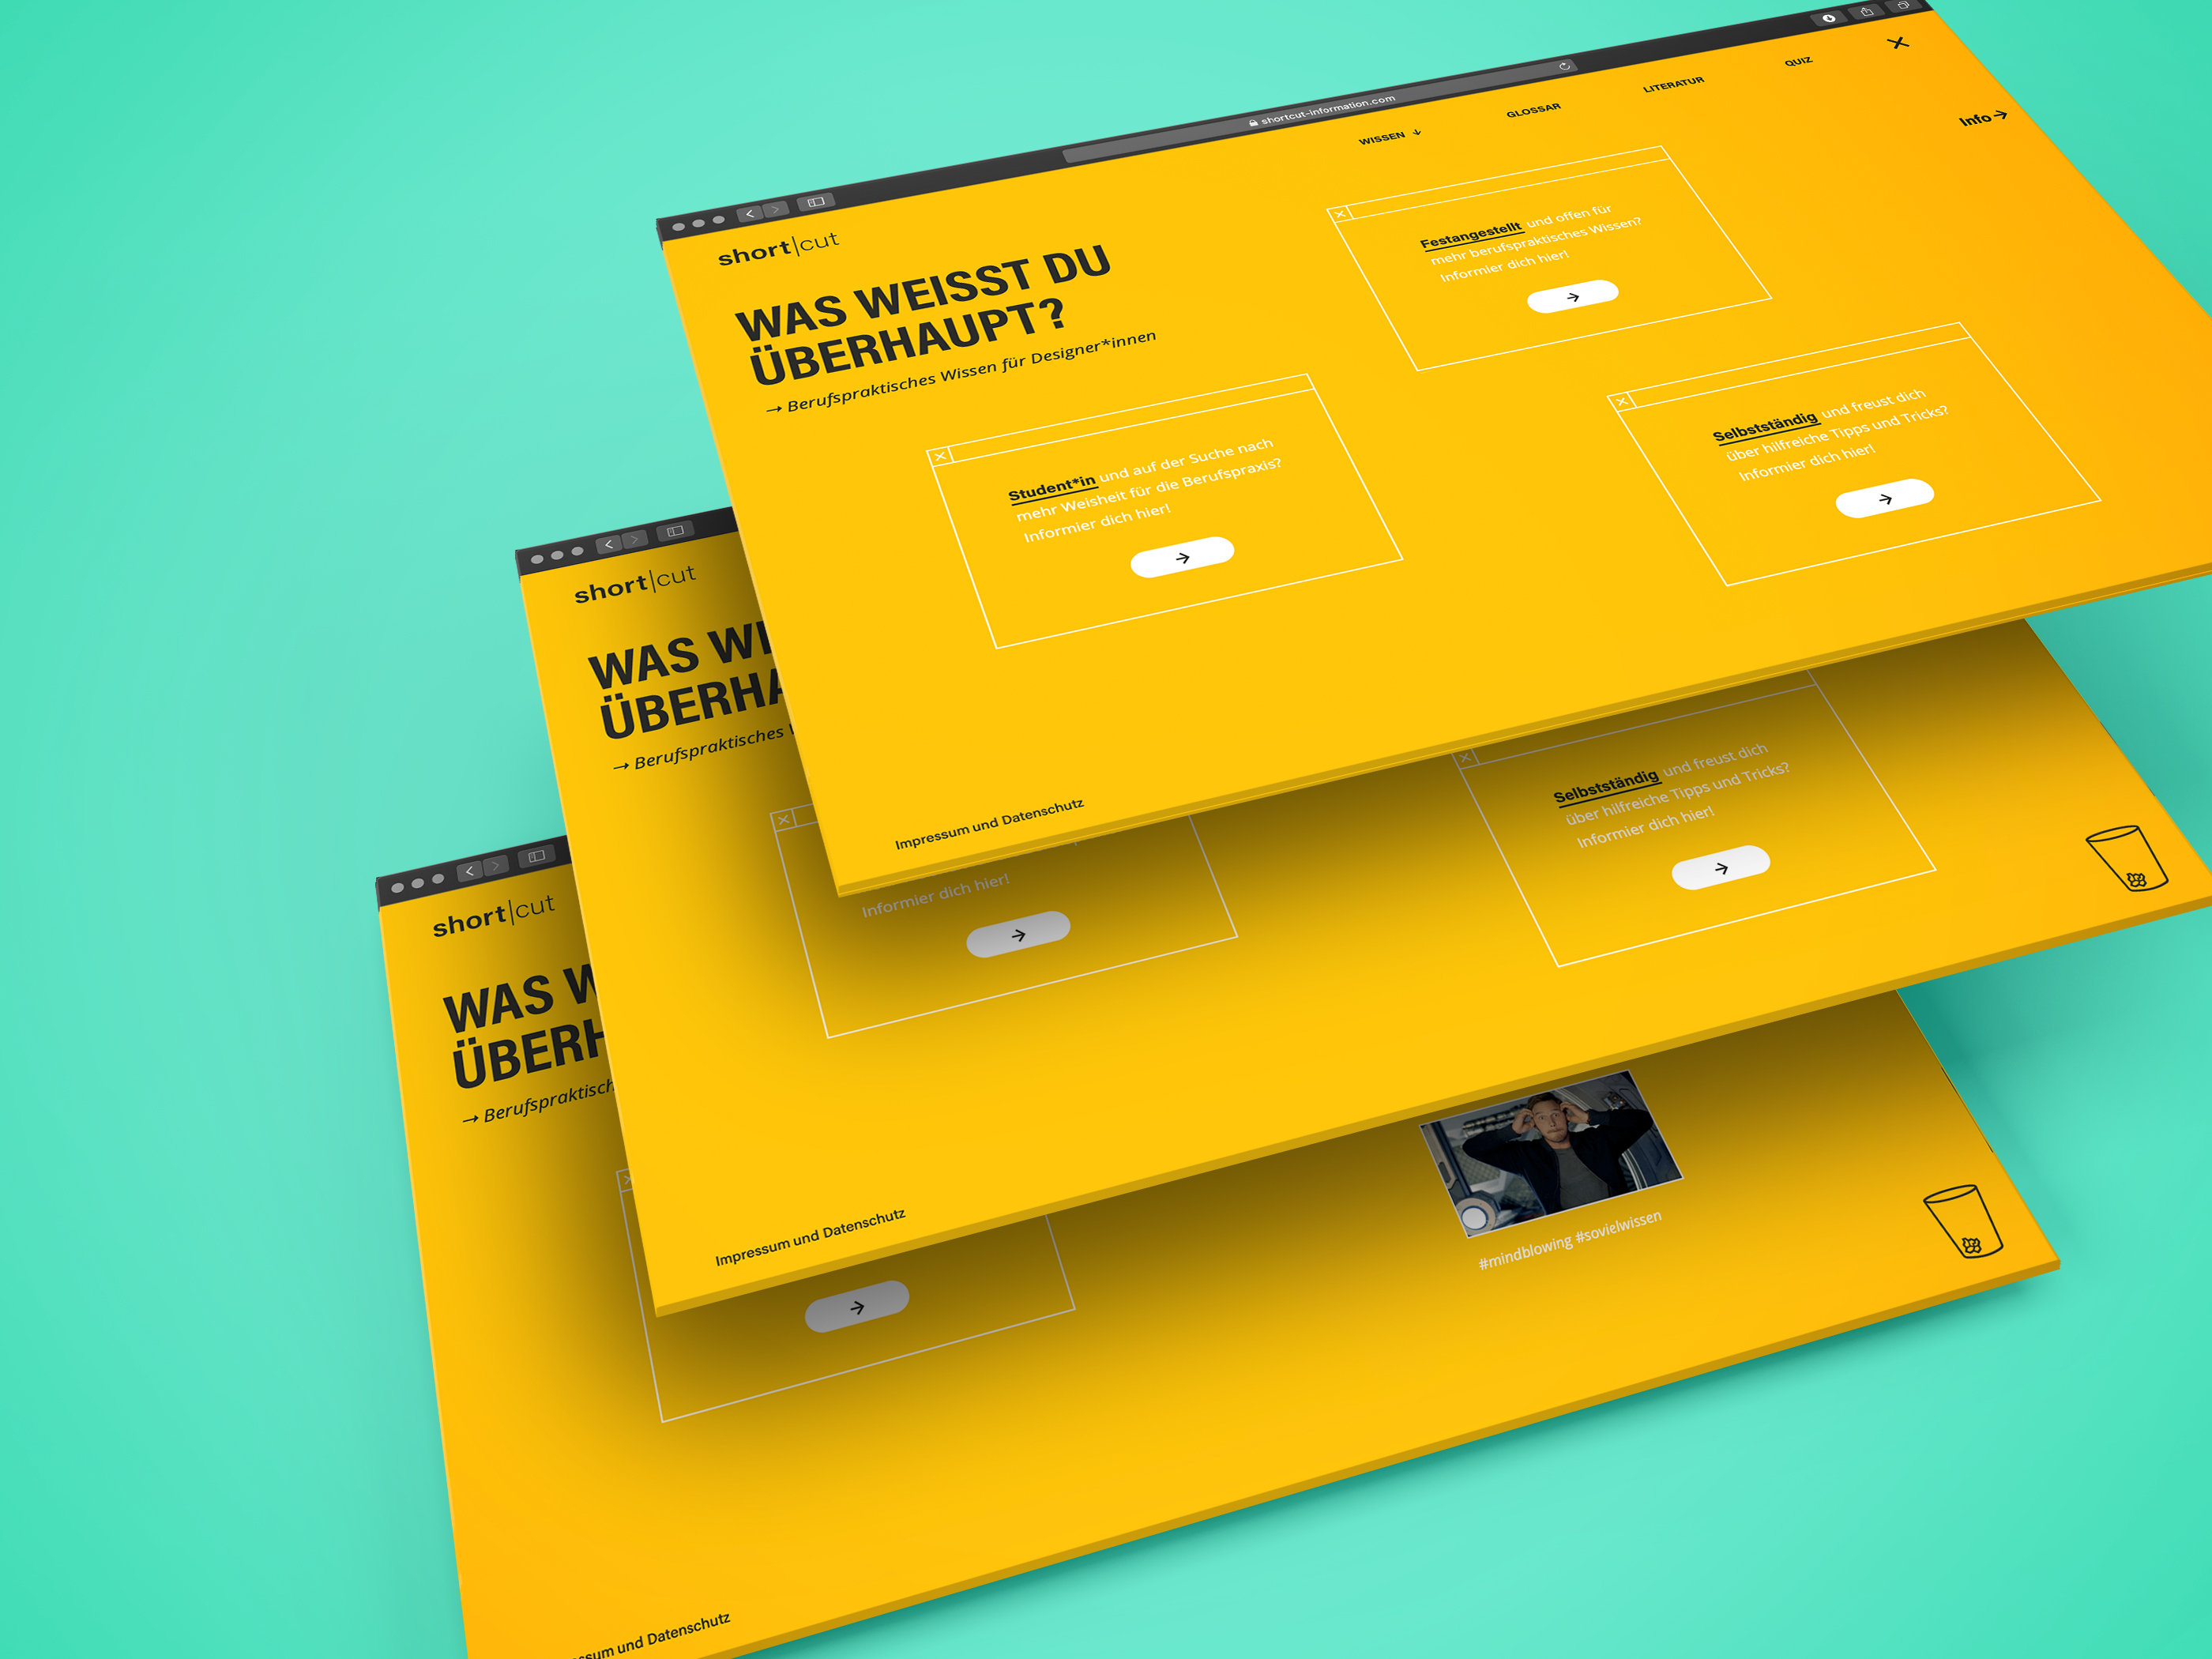 shortcut-information.com
WISSEN ↓
GLOSSAR
LITERATUR
QUIZ
Info →
short|cut
WAS WEISST DU
ÜBERHAUPT?
→ Berufspraktisches Wissen für Designer*innen
Festangestellt und offen für
mehr berufspraktisches Wissen?
Informier dich hier!
Student*in und auf der Suche nach
mehr Weisheit für die Berufspraxis?
Informier dich hier!
Selbstständig und freust dich
über hilfreiche Tipps und Tricks?
Informier dich hier!
Impressum und Datenschutz
short|cut
WAS
ÜBERHA
→ Berufspraktisches
Informier dich hier!
Selbstständig und freust dich
über hilfreiche Tipps und Tricks?
Informier dich hier!
Impressum und Datenschutz
short|cut
WAS
ÜBERH
→ Berufspraktisch
#mindblowing #sovielwissen
ssum und Datenschutz